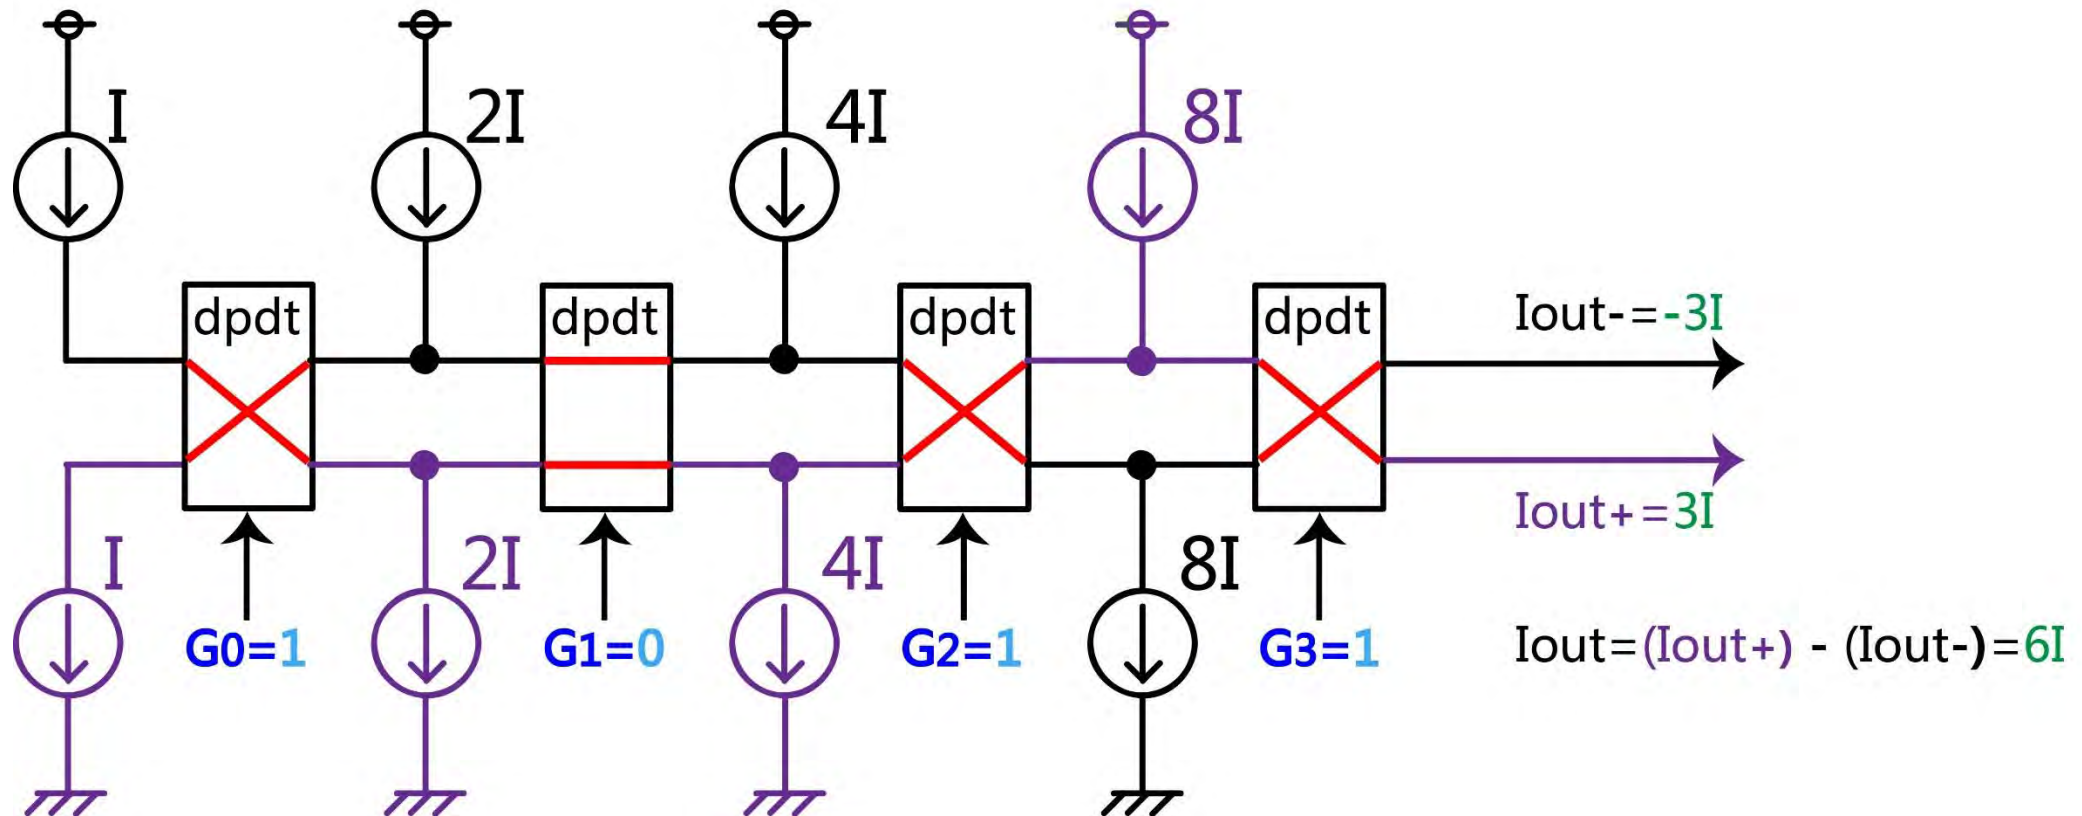 I
2I
4I
8I
dpdt
dpdt
dpdt
dpdt
Iout-=-3I
Iout+=3I
I
2I
4I
8I
G0=1
G1=0
G2=1
G3=1
Iout=(Iout+) - (Iout-)=6I